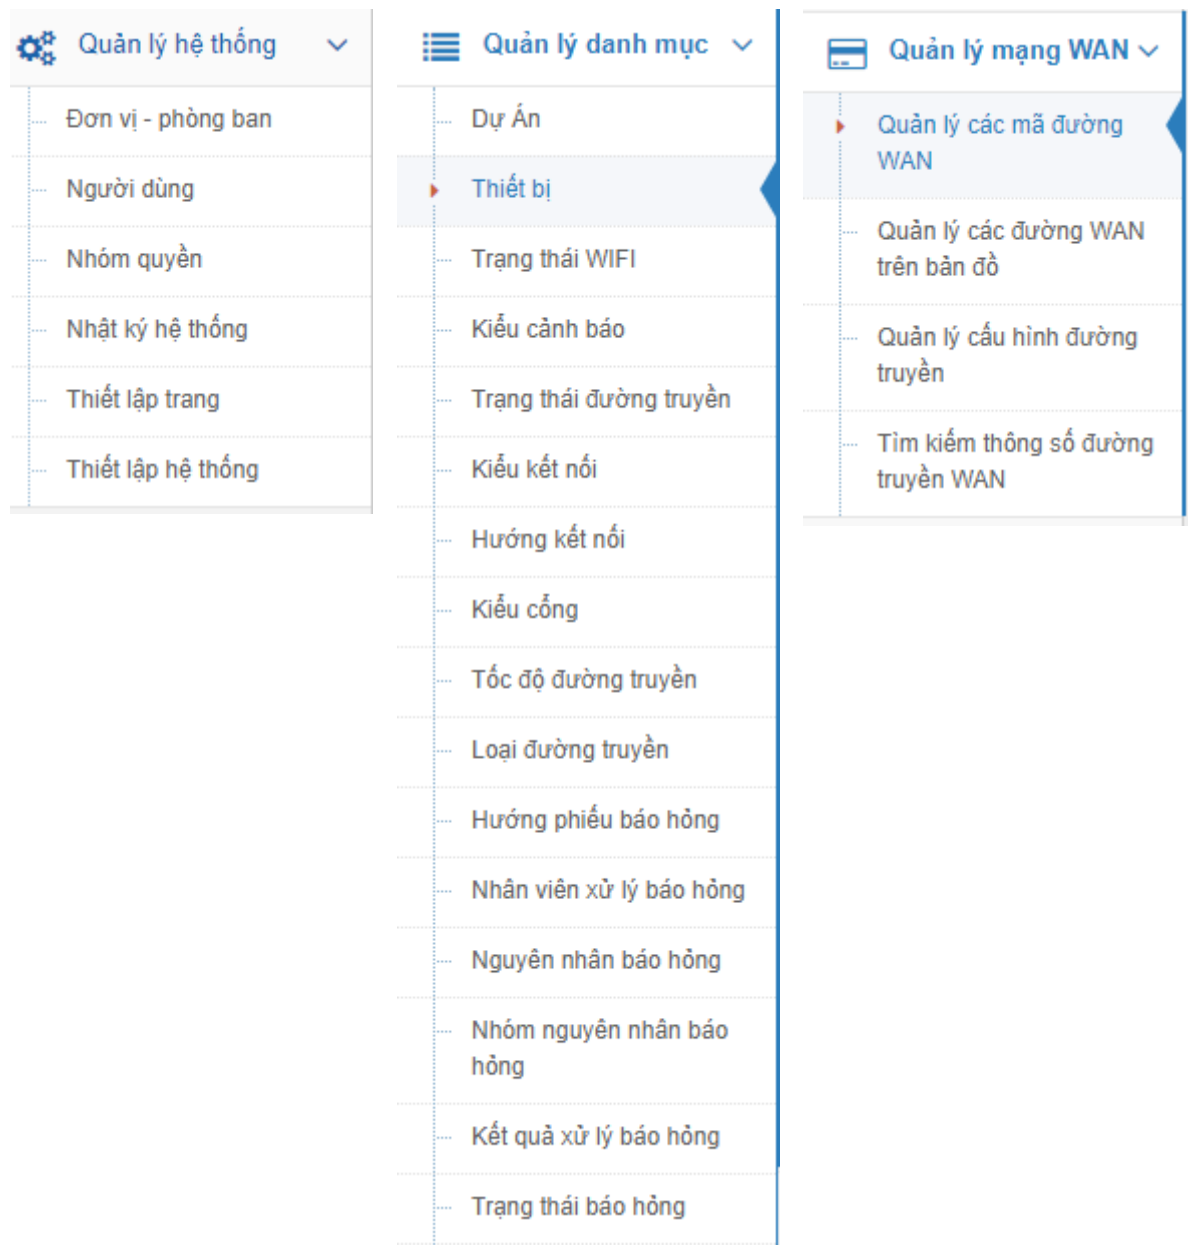 Quản lý hệ thống
Đơn vị - phòng ban
Người dùng
Nhóm quyền
Nhật ký hệ thống
Thiết lập trang
Thiết lập hệ thống
Quản lý danh mục
Dự Án
Thiết bị
Trạng thái WIFI
Kiểu cảnh báo
Trạng thái đường truyền
Kiểu kết nối
Hướng kết nối
Kiểu cổng
Tốc độ đường truyền
Loại đường truyền
Hướng phiếu báo hỏng
Nhân viên xử lý báo hỏng
Nguyên nhân báo hỏng
Nhóm nguyên nhân báo
hỏng
Kết quả xử lý báo hỏng
Trạng thái báo hỏng
Quản lý mạng WAN
Quản lý các mã đường
WAN
Quản lý các đường WAN
trên bản đồ
Quản lý cấu hình đường
truyền
Tìm kiếm thông số đường
truyền WAN